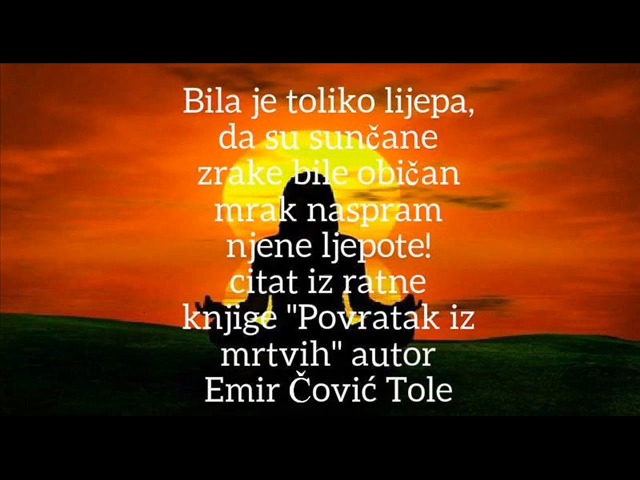 Bila je toliko lijepa,
da su sunčane
zrake bile običan
mrak naspram
njene ljepote!
citat iz ratne
knjige "Povratak iz
mrtvih" autor
Emir Čović Tole